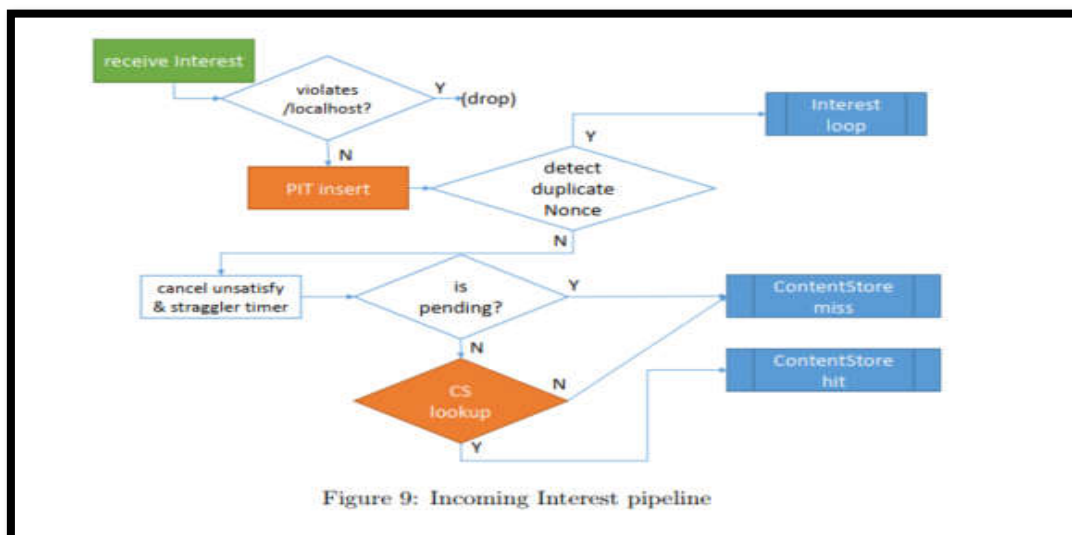 receive Interest
violates
/localhost?
Y
(drop)
N
Interest
loop
Y
PIT insert
detect
duplicate
Nonce
N
cancel unsatisfy
& straggler timer
is
pending?
Y
ContentStore
miss
N
CS
lookup
N
ContentStore
hit
Y
Figure 9: Incoming Interest pipeline